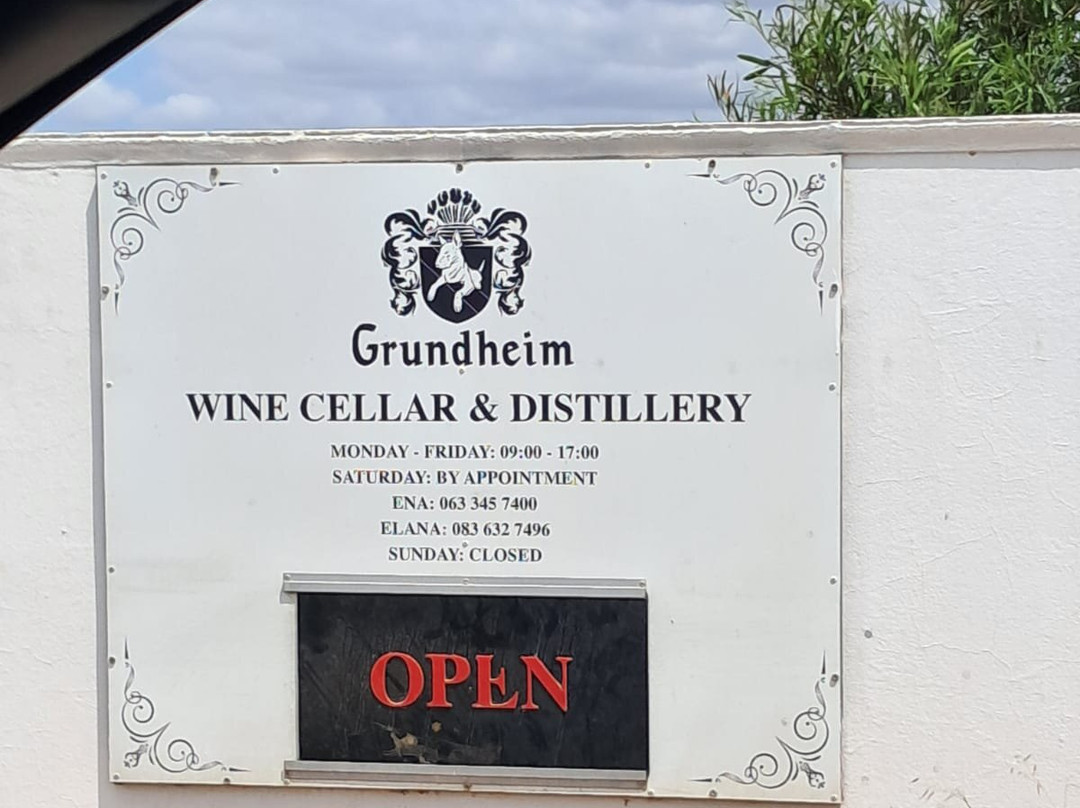 Grundheim
WINE CELLAR & DISTILLERY
MONDAY - FRIDAY: 09:00 - 17:00
SATURDAY: BY APPOINTMENT
ENA: 063 345 7400
ELANA: 083 632 7496
SUNDAY: CLOSED
OPEN